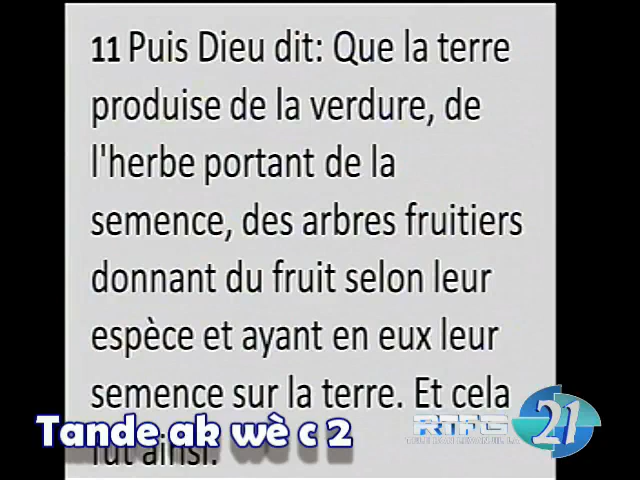 11 Puis Dieu dit: Que la terre
produise de la verdure, de
l'herbe portant de la
semence, des arbres fruitiers
donnant du fruit selon leur
espèce et ayant en eux leur
semence sur la terre. Et cela
fut ainsi.
Tande ak wè c 2
RTPG
21